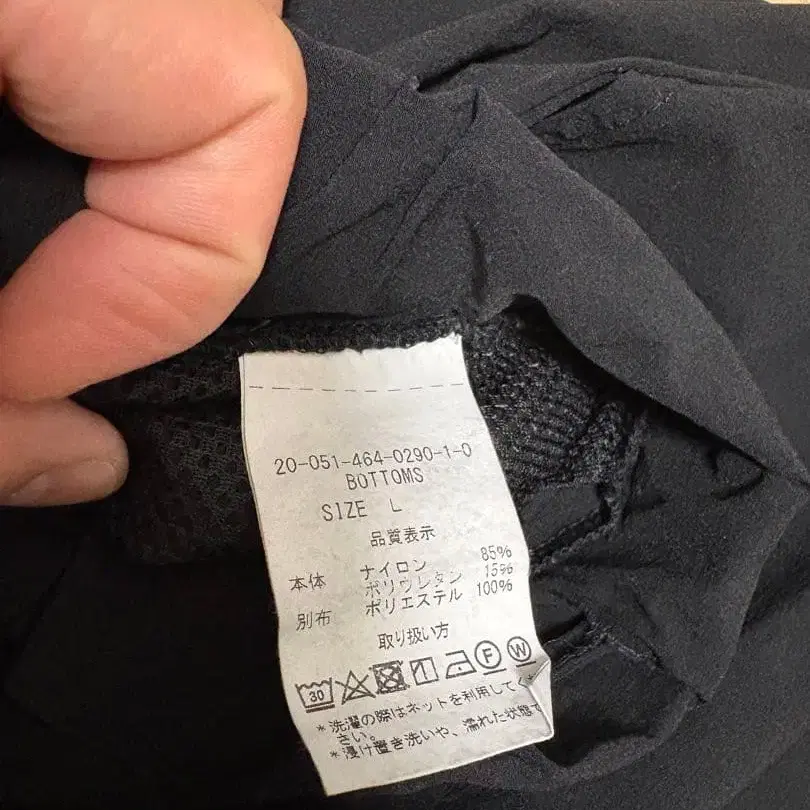 20-051-464-0290-1-0
BOTTOMS
SIZE L
品質表示
本体 ナイロン 85%
ポリウレタン 15%
別布 ポリエステル 100%
取り扱い方
30 F W
*洗濯の際はネットを利用してくだ
さい。
*浸け置き洗いや、濡れた状態で